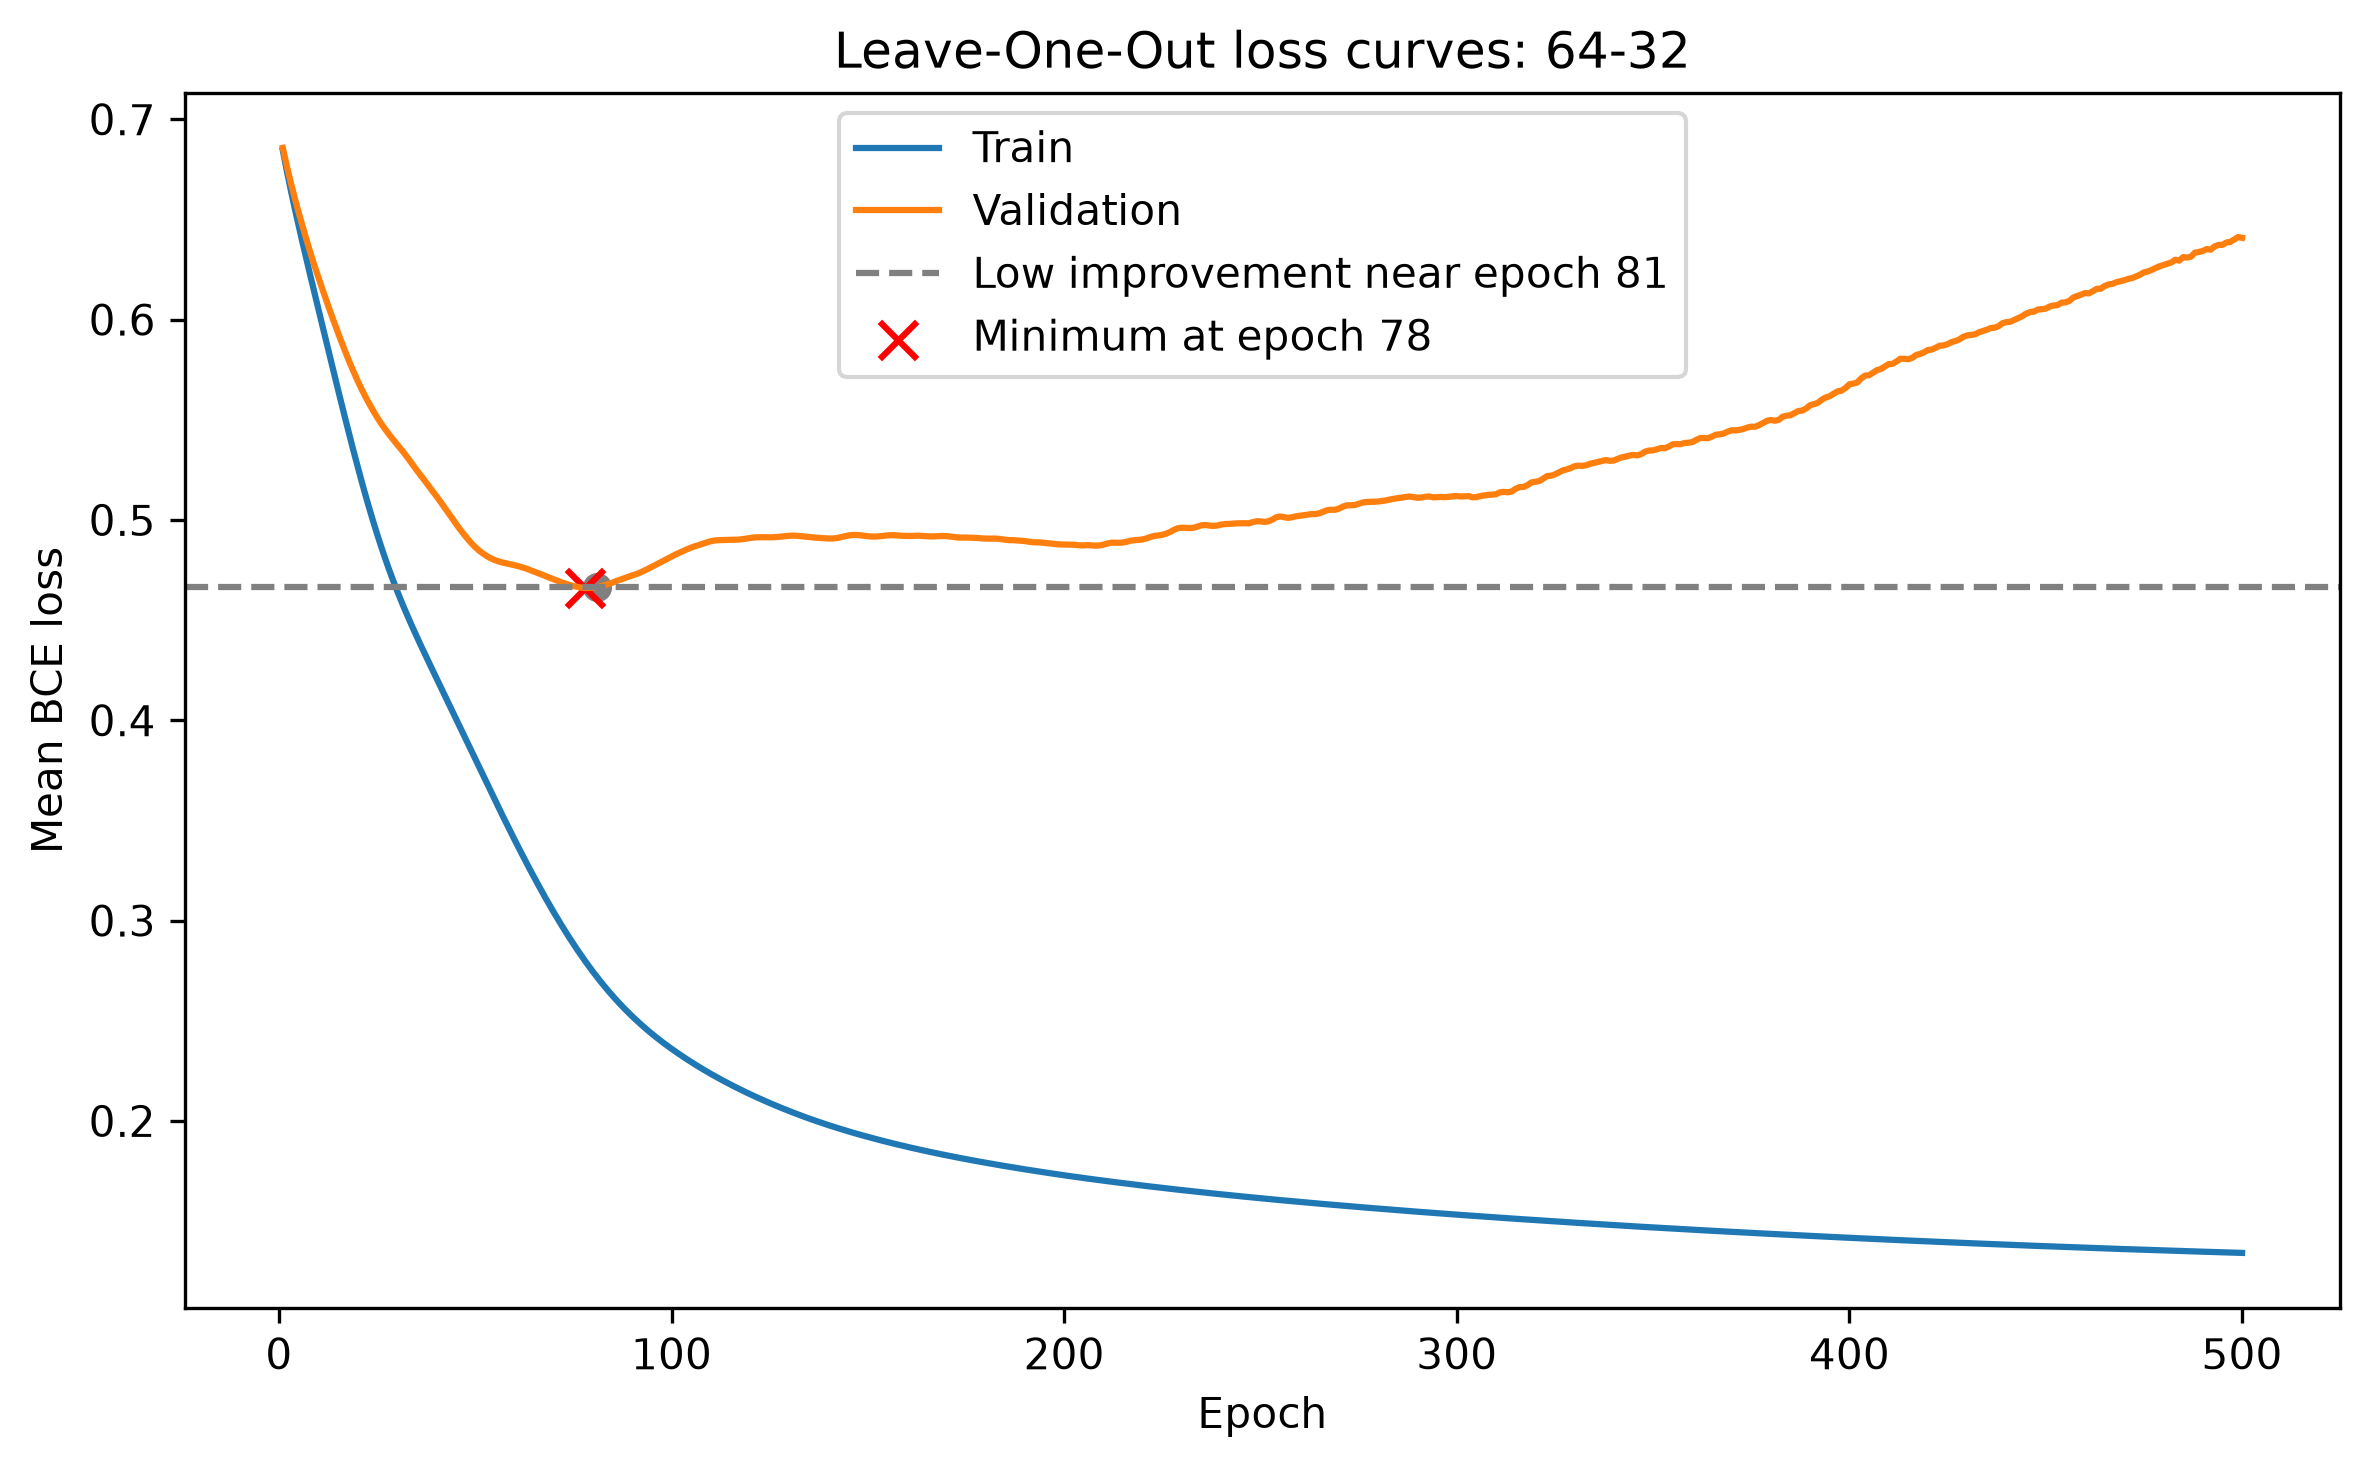 Leave-One-Out loss curves: 64-32
Train
Validation
Low improvement near epoch 81
Minimum at epoch 78
Mean BCE loss
0.7
0.6
0.5
0.4
0.3
0.2
0
100
200
300
400
500
Epoch